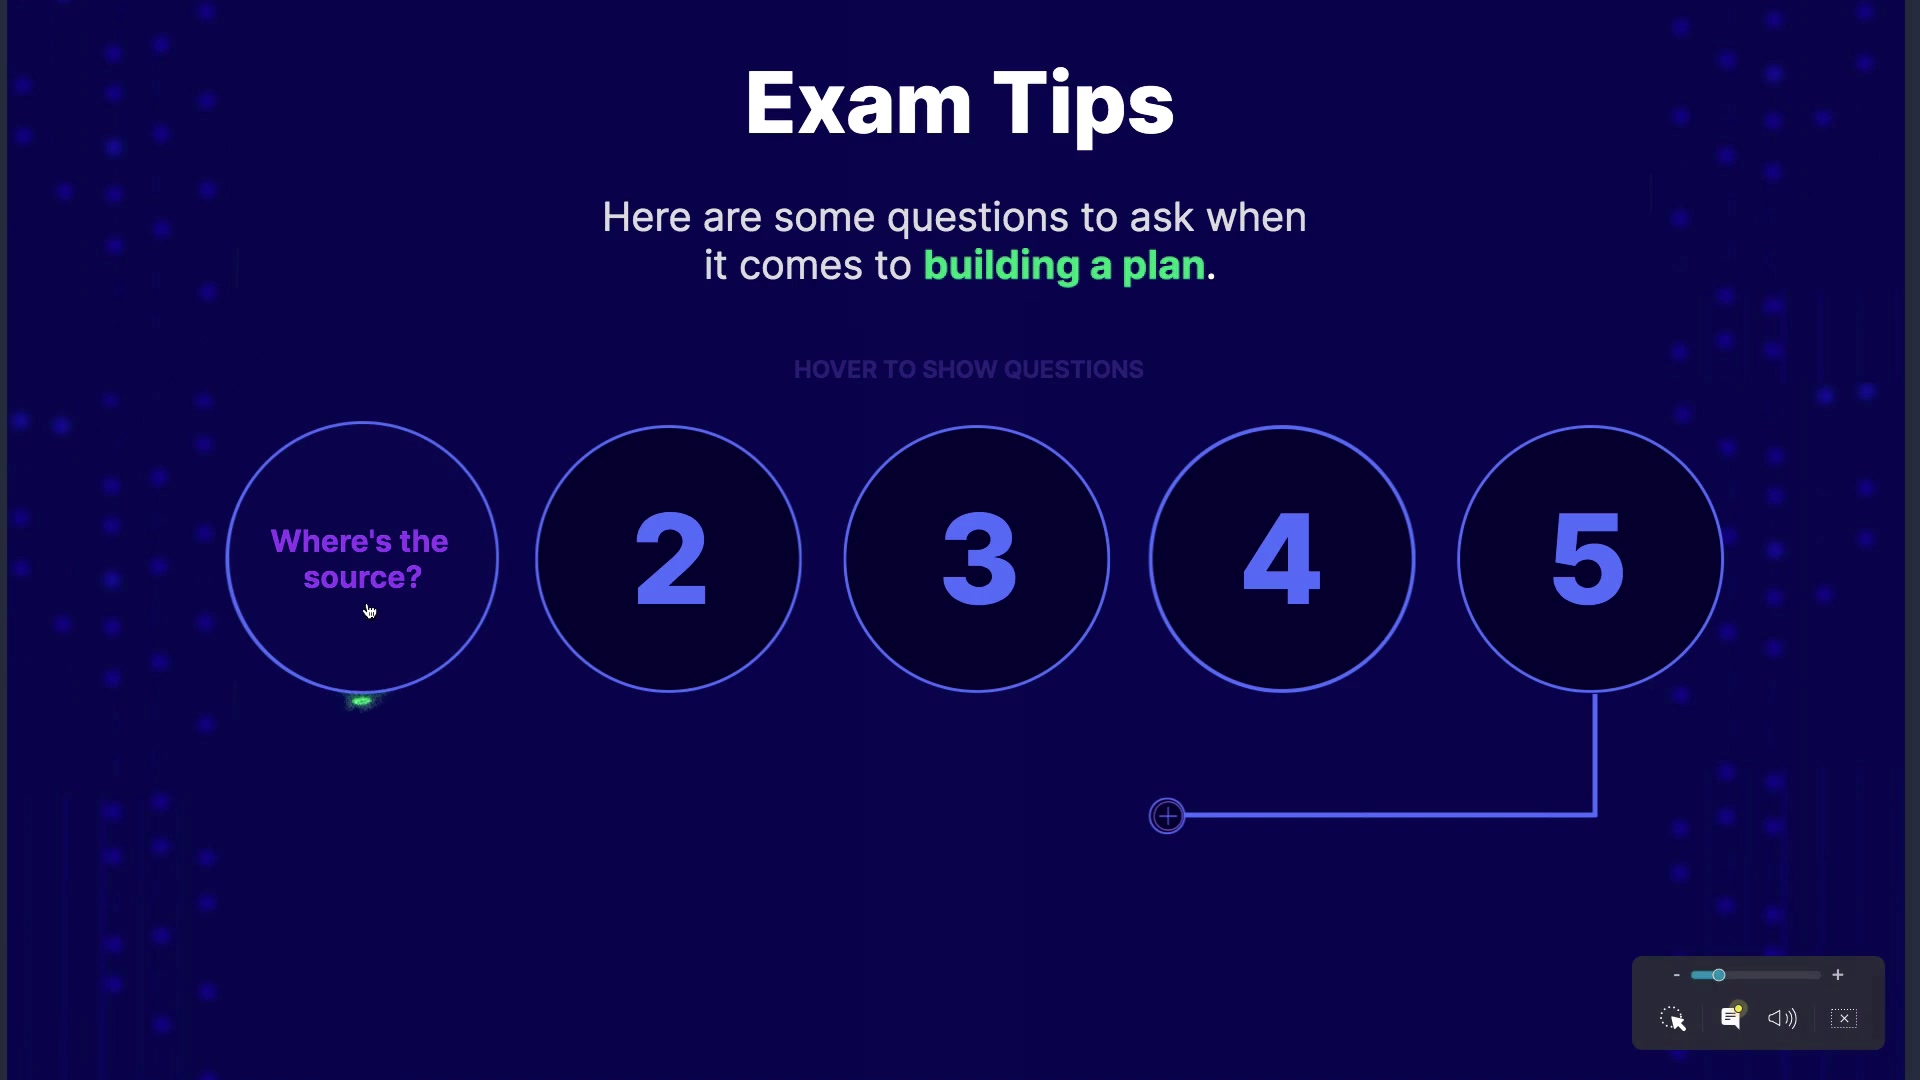 Exam Tips
Here are some questions to ask when
it comes to building a plan.
HOVER TO SHOW QUESTIONS
Where's the
source?
2
3
4
5
- +